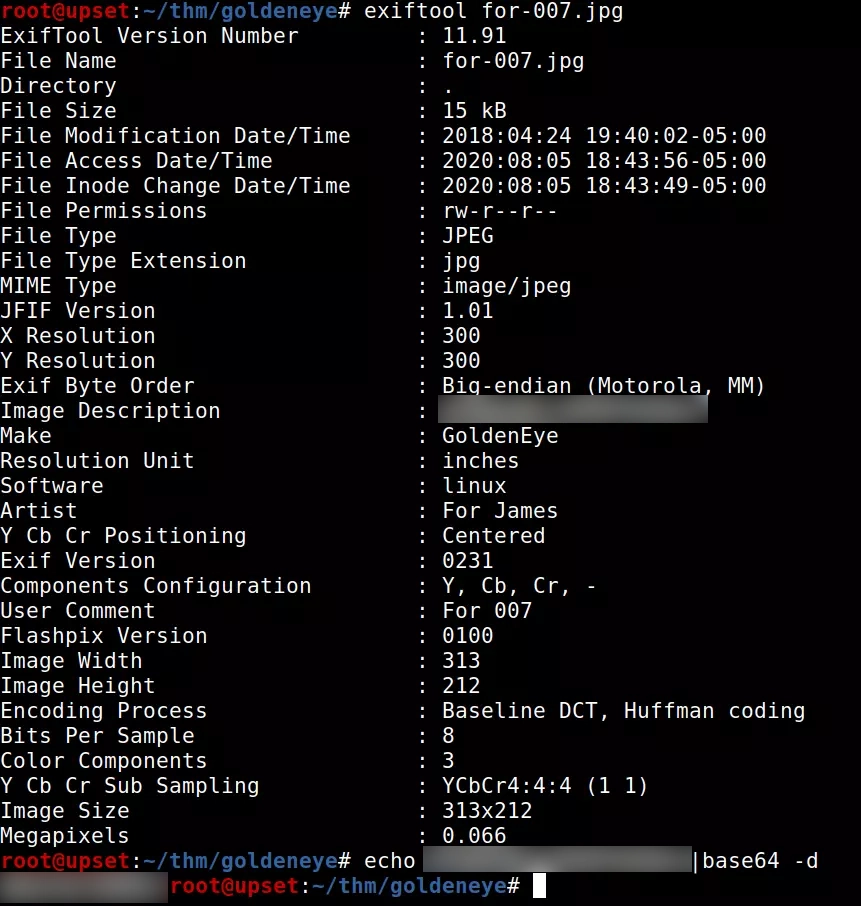 root@upset:~/thm/goldeneye# exiftool for-007.jpg
ExifTool Version Number : 11.91
File Name : for-007.jpg
Directory : .
File Size : 15 kB
File Modification Date/Time : 2018:04:24 19:40:02-05:00
File Access Date/Time : 2020:08:05 18:43:56-05:00
File Inode Change Date/Time : 2020:08:05 18:43:49-05:00
File Permissions : rw-r--r--
File Type : JPEG
File Type Extension : jpg
MIME Type : image/jpeg
JFIF Version : 1.01
X Resolution : 300
Y Resolution : 300
Exif Byte Order : Big-endian (Motorola, MM)
Image Description :
Make : GoldenEye
Resolution Unit : inches
Software : linux
Artist : For James
Y Cb Cr Positioning : Centered
Exif Version : 0231
Components Configuration : Y, Cb, Cr, -
User Comment : For 007
Flashpix Version : 0100
Image Width : 313
Image Height : 212
Encoding Process : Baseline DCT, Huffman coding
Bits Per Sample : 8
Color Components : 3
Y Cb Cr Sub Sampling : YCbCr4:4:4 (1 1)
Image Size : 313x212
Megapixels : 0.066
root@upset:~/thm/goldeneye# echo |base64 -d
root@upset:~/thm/goldeneye#